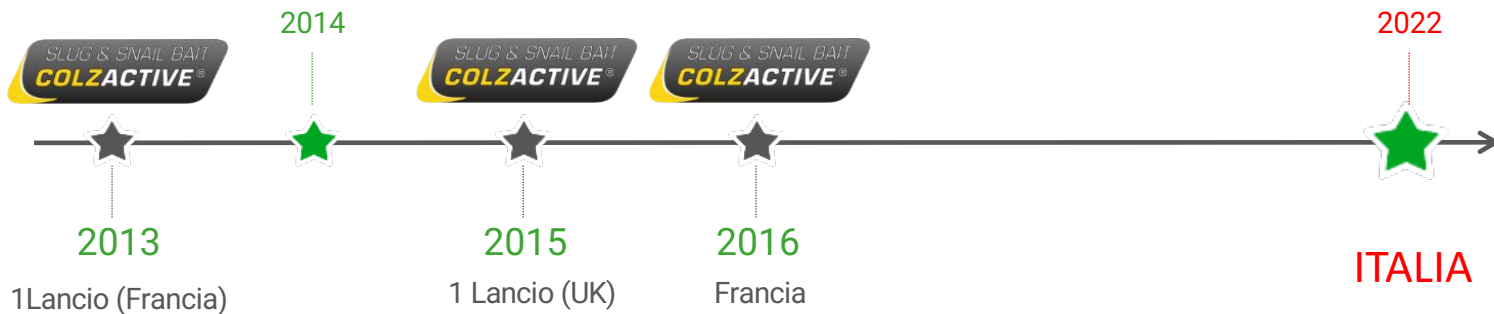 2014
2022
SLUG & SNAIL BAIT
COLZACTIVE®
SLUG & SNAIL BAIT
COLZACTIVE®
SLUG & SNAIL BAIT
COLZACTIVE®
2013
2015
2016
1Lancio (Francia)
1 Lancio (UK)
Francia
ITALIA